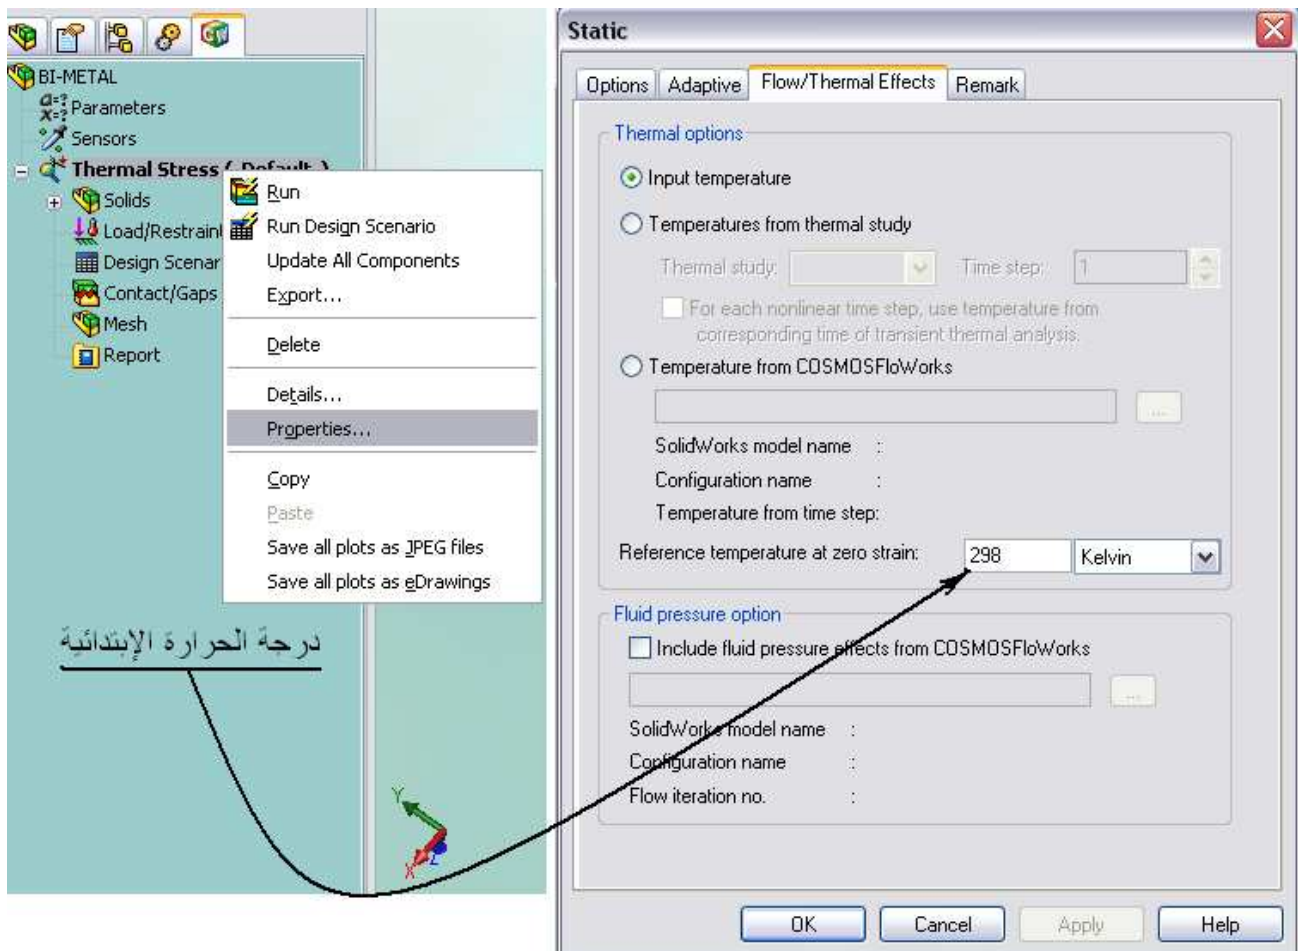 BI-METAL
Parameters
Sensors
Thermal Stress ( -Default- )
Solids
Load/Restraint
Design Scenar
Contact/Gaps
Mesh
Report
Run
Run Design Scenario
Update All Components
Export...
Delete
Details...
Properties...
Copy
Paste
Save all plots as JPEG files
Save all plots as eDrawings
درجة الحرارة الإبتدائية
Y
X
Z
Static
Options Adaptive Flow/Thermal Effects Remark
Thermal options
Input temperature
Temperatures from thermal study
Thermal study: Time step: 1
For each nonlinear time step, use temperature from
corresponding time of transient thermal analysis.
Temperature from COSMOSFloWorks
...
SolidWorks model name :
Configuration name :
Temperature from time step:
Reference temperature at zero strain: 298 Kelvin
Fluid pressure option
Include fluid pressure effects from COSMOSFloWorks
...
SolidWorks model name :
Configuration name :
Flow iteration no. :
OK Cancel Apply Help